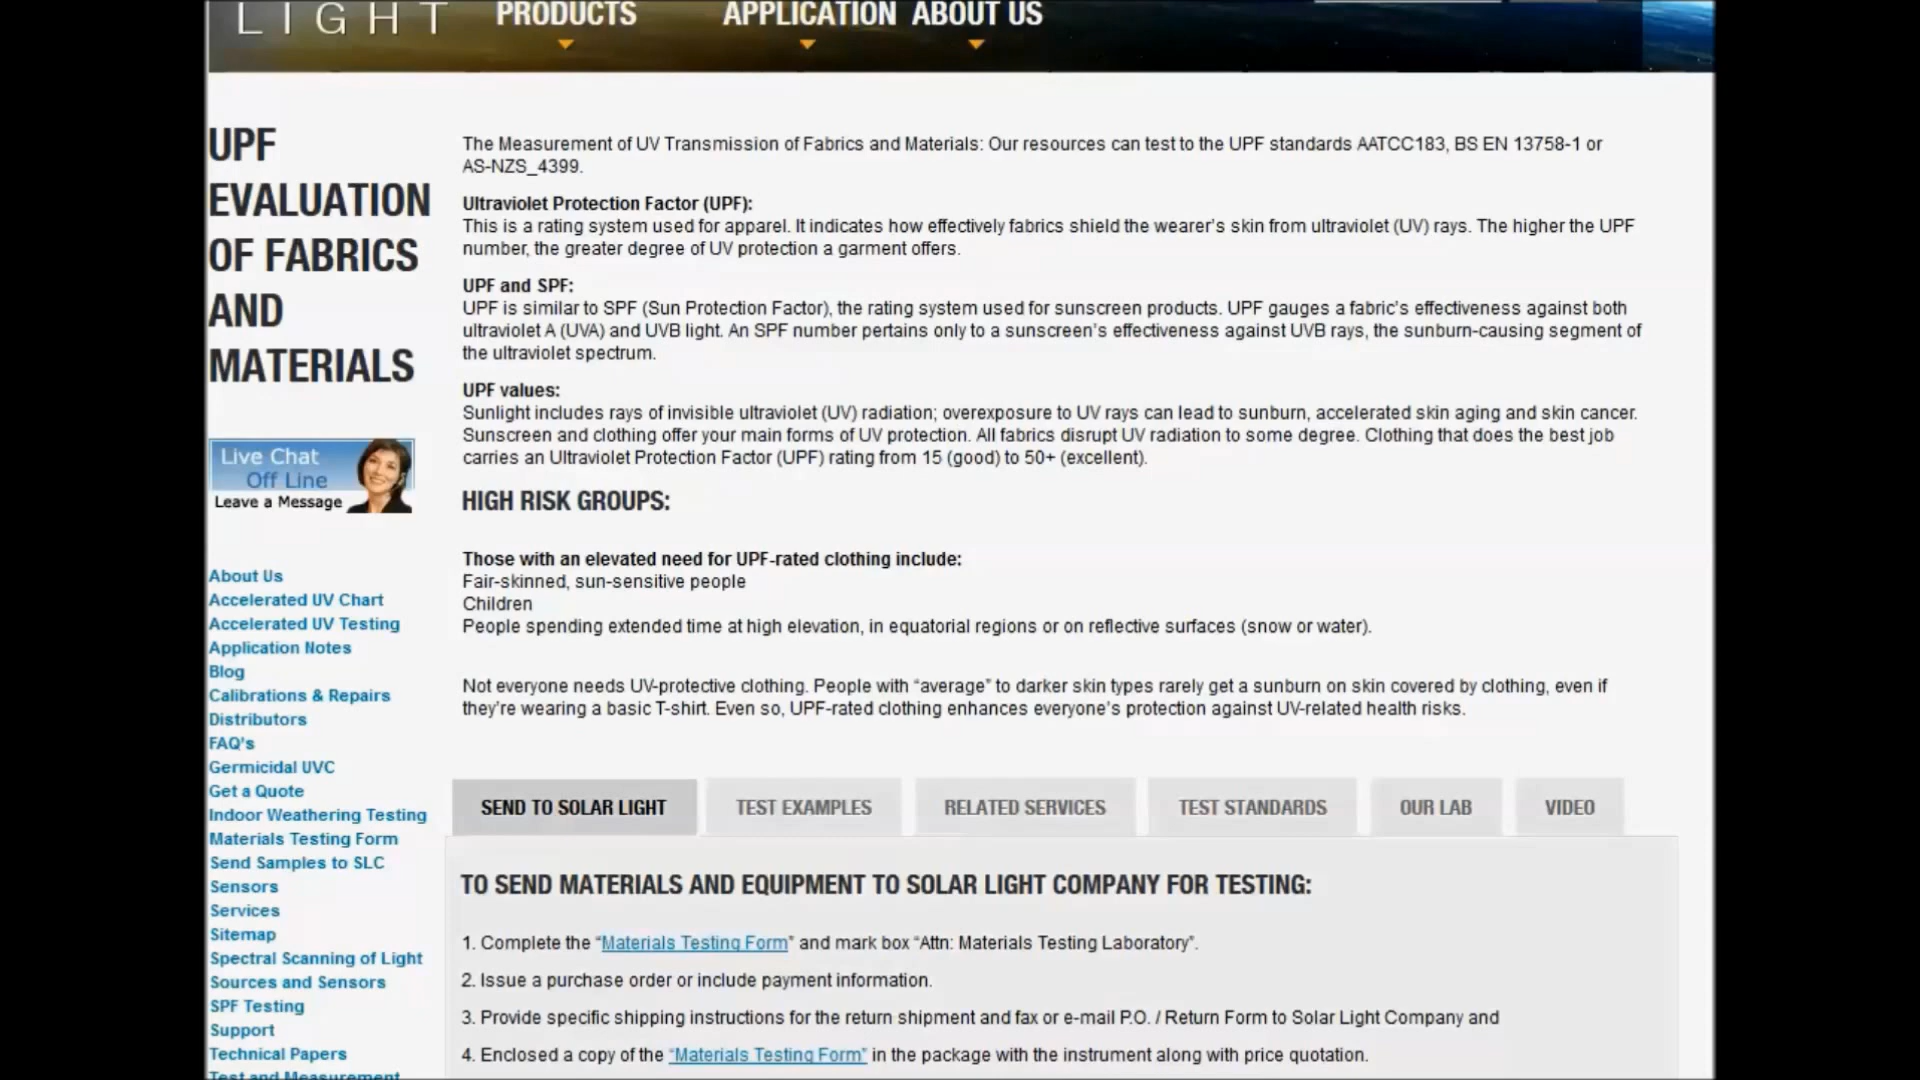 LIGHT
PRODUCTS
APPLICATION
ABOUT US
UPF
EVALUATION
OF FABRICS
AND
MATERIALS
Live Chat
Off Line
Leave a Message
About Us
Accelerated UV Chart
Accelerated UV Testing
Application Notes
Blog
Calibrations & Repairs
Distributors
FAQ's
Germicidal UVC
Get a Quote
Indoor Weathering Testing
Materials Testing Form
Send Samples to SLC
Sensors
Services
Sitemap
Spectral Scanning of Light
Sources and Sensors
SPF Testing
Support
Technical Papers
Test and Measurement
The Measurement of UV Transmission of Fabrics and Materials: Our resources can test to the UPF standards AATCC183, BS EN 13758-1 or
AS-NZS_4399.
Ultraviolet Protection Factor (UPF):
This is a rating system used for apparel. It indicates how effectively fabrics shield the wearer's skin from ultraviolet (UV) rays. The higher the UPF
number, the greater degree of UV protection a garment offers.
UPF and SPF:
UPF is similar to SPF (Sun Protection Factor), the rating system used for sunscreen products. UPF gauges a fabric's effectiveness against both
ultraviolet A (UVA) and UVB light. An SPF number pertains only to a sunscreen's effectiveness against UVB rays, the sunburn-causing segment of
the ultraviolet spectrum.
UPF values:
Sunlight includes rays of invisible ultraviolet (UV) radiation; overexposure to UV rays can lead to sunburn, accelerated skin aging and skin cancer.
Sunscreen and clothing offer your main forms of UV protection. All fabrics disrupt UV radiation to some degree. Clothing that does the best job
carries an Ultraviolet Protection Factor (UPF) rating from 15 (good) to 50+ (excellent).
HIGH RISK GROUPS:
Those with an elevated need for UPF-rated clothing include:
Fair-skinned, sun-sensitive people
Children
People spending extended time at high elevation, in equatorial regions or on reflective surfaces (snow or water).
Not everyone needs UV-protective clothing. People with “average” to darker skin types rarely get a sunburn on skin covered by clothing, even if
they're wearing a basic T-shirt. Even so, UPF-rated clothing enhances everyone's protection against UV-related health risks.
SEND TO SOLAR LIGHT
TEST EXAMPLES
RELATED SERVICES
TEST STANDARDS
OUR LAB
VIDEO
TO SEND MATERIALS AND EQUIPMENT TO SOLAR LIGHT COMPANY FOR TESTING:
1. Complete the “Materials Testing Form” and mark box “Attn: Materials Testing Laboratory”.
2. Issue a purchase order or include payment information.
3. Provide specific shipping instructions for the return shipment and fax or e-mail P.O. / Return Form to Solar Light Company and
4. Enclosed a copy of the “Materials Testing Form” in the package with the instrument along with price quotation.